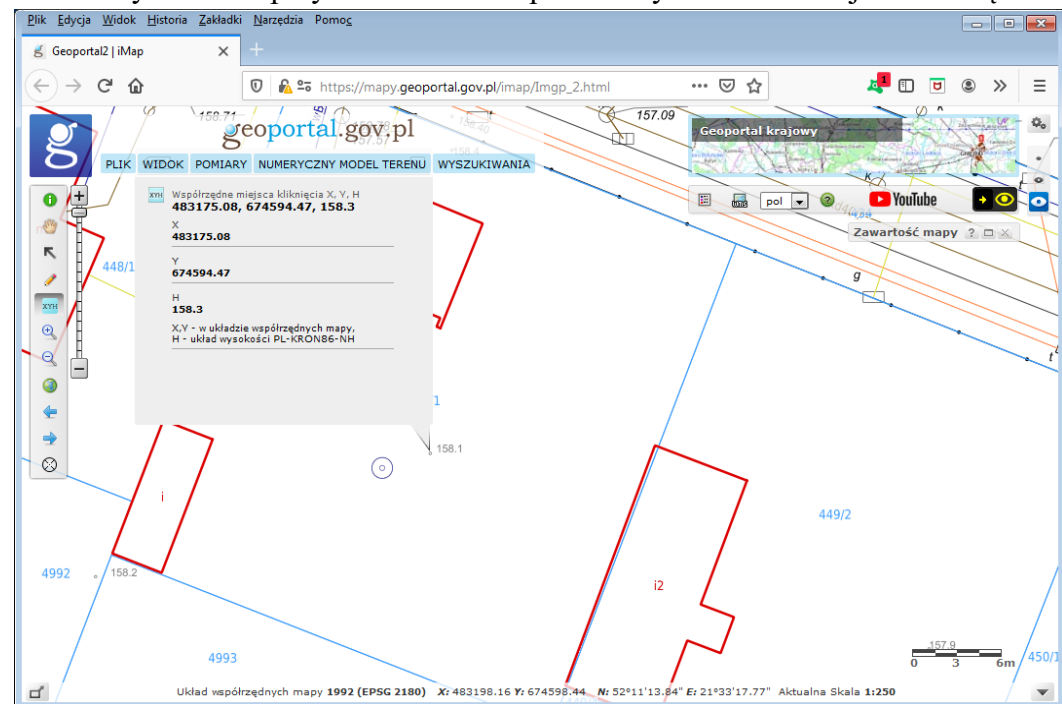 Plik Edycja Widok Historia Zakładki Narzędzia Pomoc
Geoportal2 | iMap
https://mapy.geoportal.gov.pl/imap/Imgp_2.html
158.71
157.09
geoportal.gov.pl
Geoportal krajowy
PLIK WIDOK POMIARY NUMERYCZNY MODEL TERENU WYSZUKIWANIA
pol
YouTube
Zawartość mapy
Współrzędne miejsca kliknięcia X, Y, H
483175.08, 674594.47, 158.3
X
483175.08
Y
674594.47
H
158.3
X,Y - w układzie współrzędnych mapy,
H - układ wysokości PL-KRON86-NH
448/1
XYH
g
t
1
158.1
i
449/2
4992
158.2
i2
4993
157.9
0 3 6m
450/1
Układ współrzędnych mapy 1992 (EPSG 2180) X: 483198.16 Y: 674598.44 N: 52°11'13.84" E: 21°33'17.77" Aktualna Skala 1:250